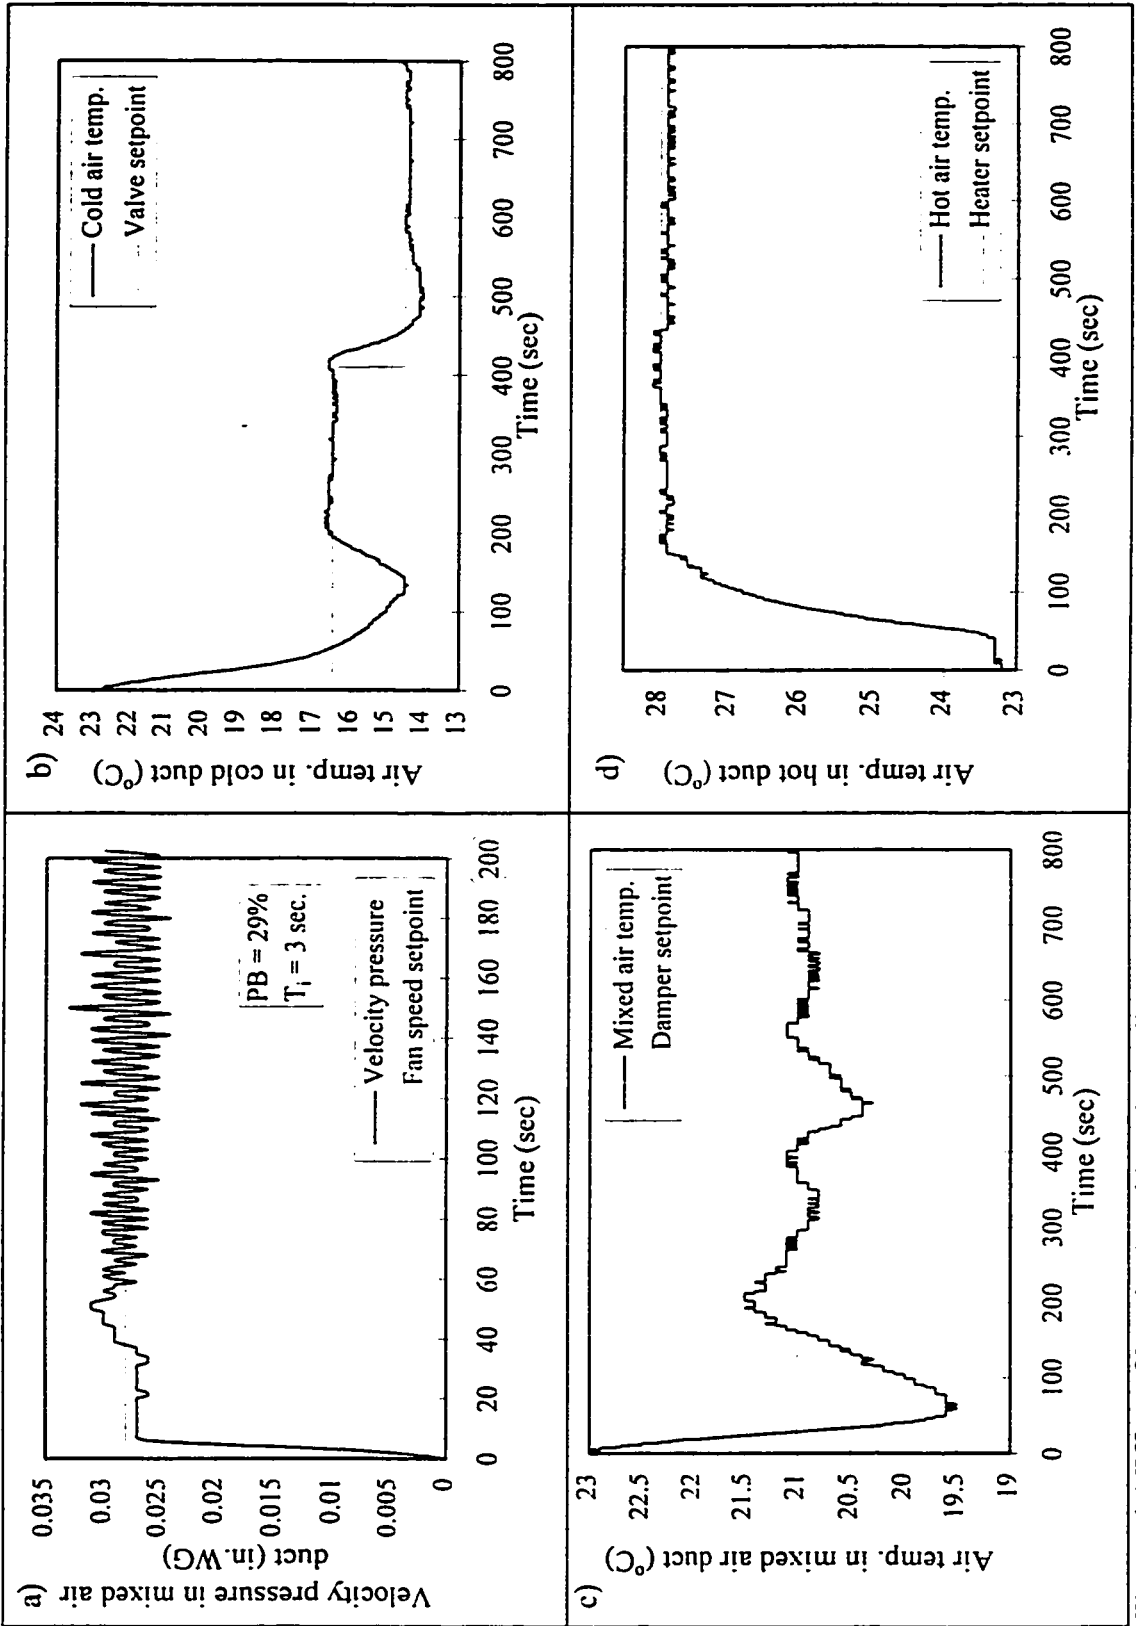 a)
Velocity pressure in mixed air
duct (in.WG)
0.035
0.03
0.025
0.02
0.015
0.01
0.005
0
0 20 40 60 80 100 120 140 160 180 200
Time (sec)
PB = 29%
Ti = 3 sec.
Velocity pressure
Fan speed setpoint
b)
Air temp. in cold duct (°C)
24
23
22
21
20
19
18
17
16
15
14
13
0 100 200 300 400 500 600 700 800
Time (sec)
Cold air temp.
Valve setpoint
c)
Air temp. in mixed air duct (°C)
23
22.5
22
21.5
21
20.5
20
19.5
19
0 100 200 300 400 500 600 700 800
Time (sec)
Mixed air temp.
Damper setpoint
d)
Air temp. in hot duct (°C)
28
27
26
25
24
23
0 100 200 300 400 500 600 700 800
Time (sec)
Hot air temp.
Heater setpoint